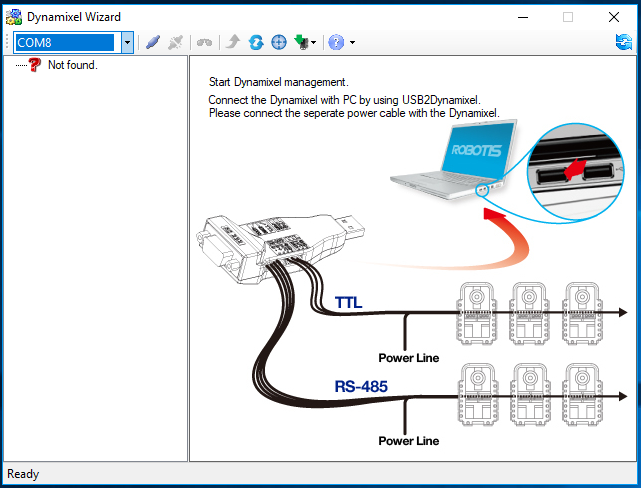 Dynamixel Wizard
COM8
Not found.
Start Dynamixel management.
Connect the Dynamixel with PC by using USB2Dynamixel.
Please connect the seperate power cable with the Dynamixel.
ROBOTIS
TTL
Power Line
RS-485
Power Line
Ready